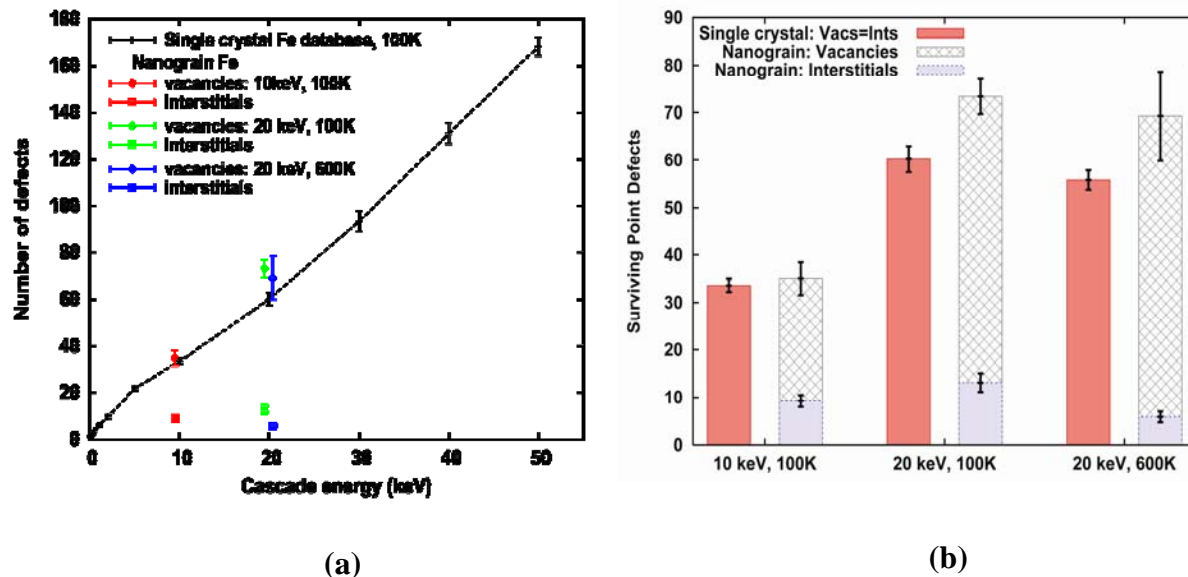 Single crystal Fe database, 100K
Nanograin Fe
vacancies: 10keV, 100K
interstitials
vacancies: 20 keV, 100K
interstitials
vacancies: 20 keV, 600K
interstitials
Number of defects
180
160
140
120
100
80
60
40
20
0
0 10 20 30 40 50
Cascade energy (keV)
(a)
Single crystal: Vacs=Ints
Nanograin: Vacancies
Nanograin: Interstitials
Surviving Point Defects
90
80
70
60
50
40
30
20
10
0
10 keV, 100K 20 keV, 100K 20 keV, 600K
(b)